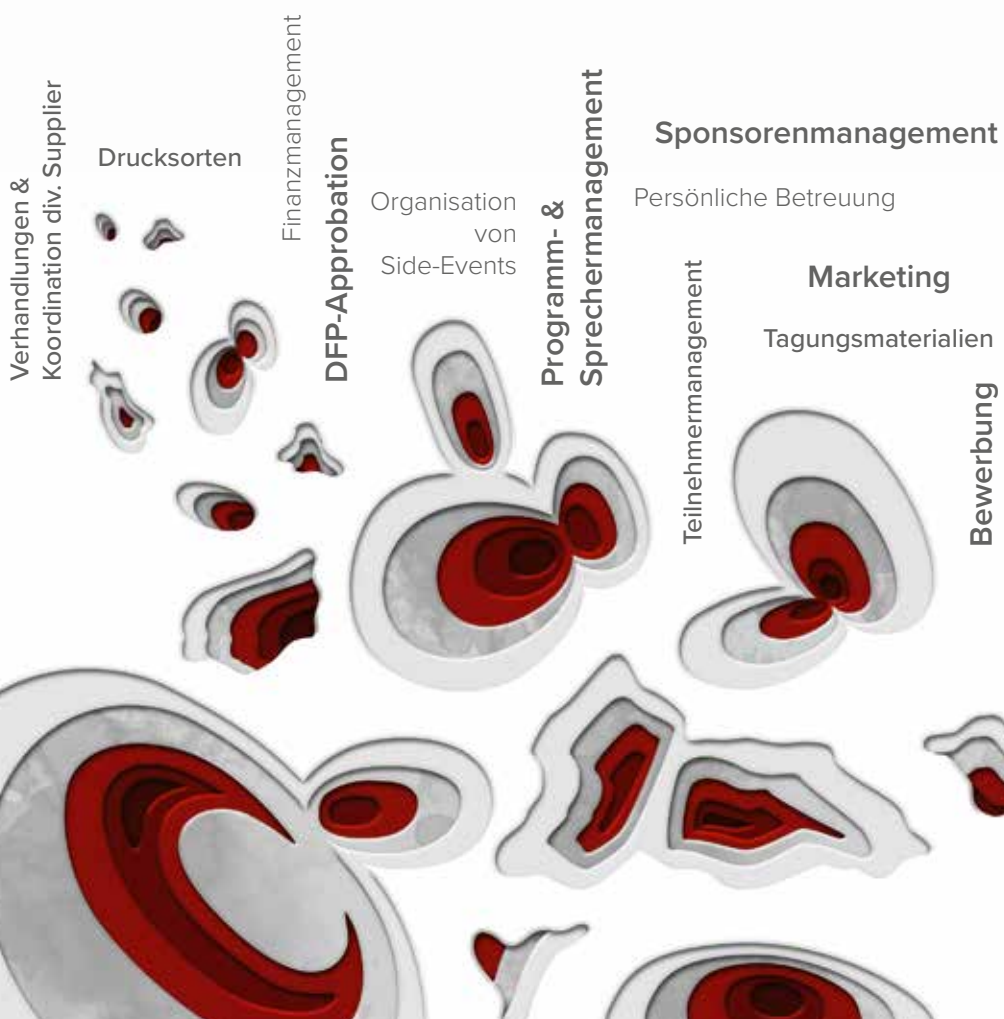 Verhandlungen &
Koordination div. Supplier
Drucksorten
Finanzmanagement
DFP-Approbation
Organisation
von
Side-Events
Programm- &
Sprechermanagement
Sponsorenmanagement
Persönliche Betreuung
Teilnehmermanagement
Marketing
Tagungsmaterialien
Bewerbung